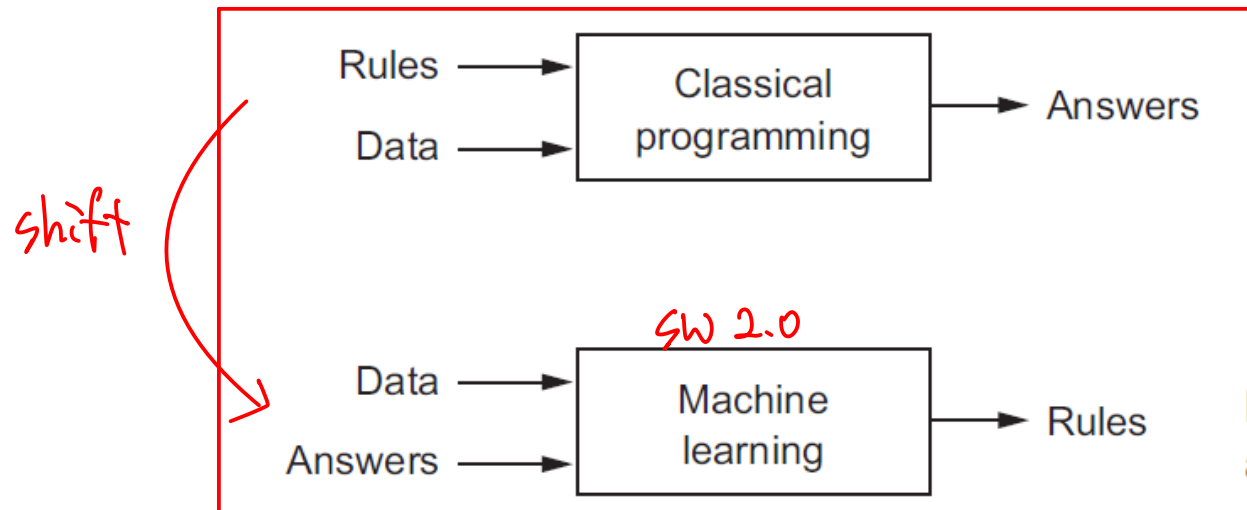 Rules
Data
Classical
programming
Answers
shift
SW 2.0
Data
Answers
Machine
learning
Rules